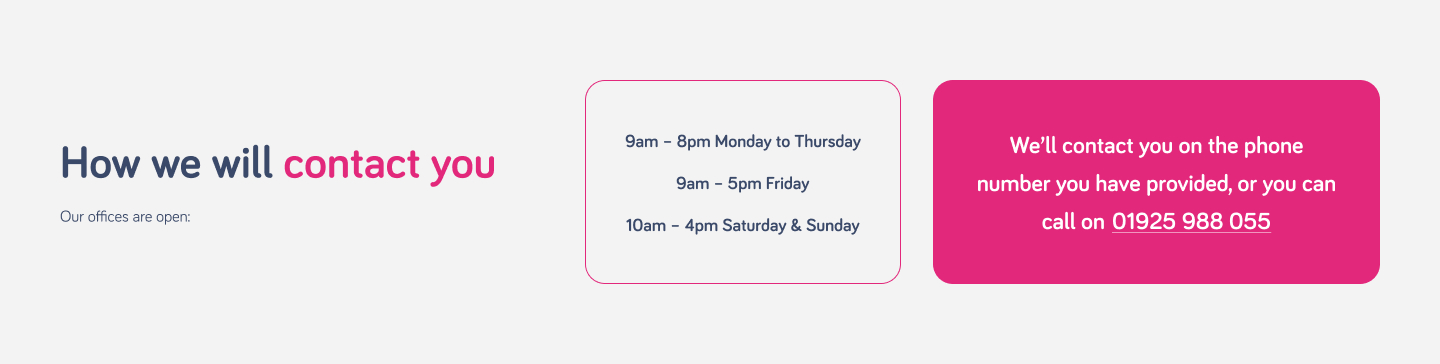 How we will contact you
Our offices are open:
9am – 8pm Monday to Thursday
9am – 5pm Friday
10am – 4pm Saturday & Sunday
We’ll contact you on the phone
number you have provided, or you can
call on 01925 988 055